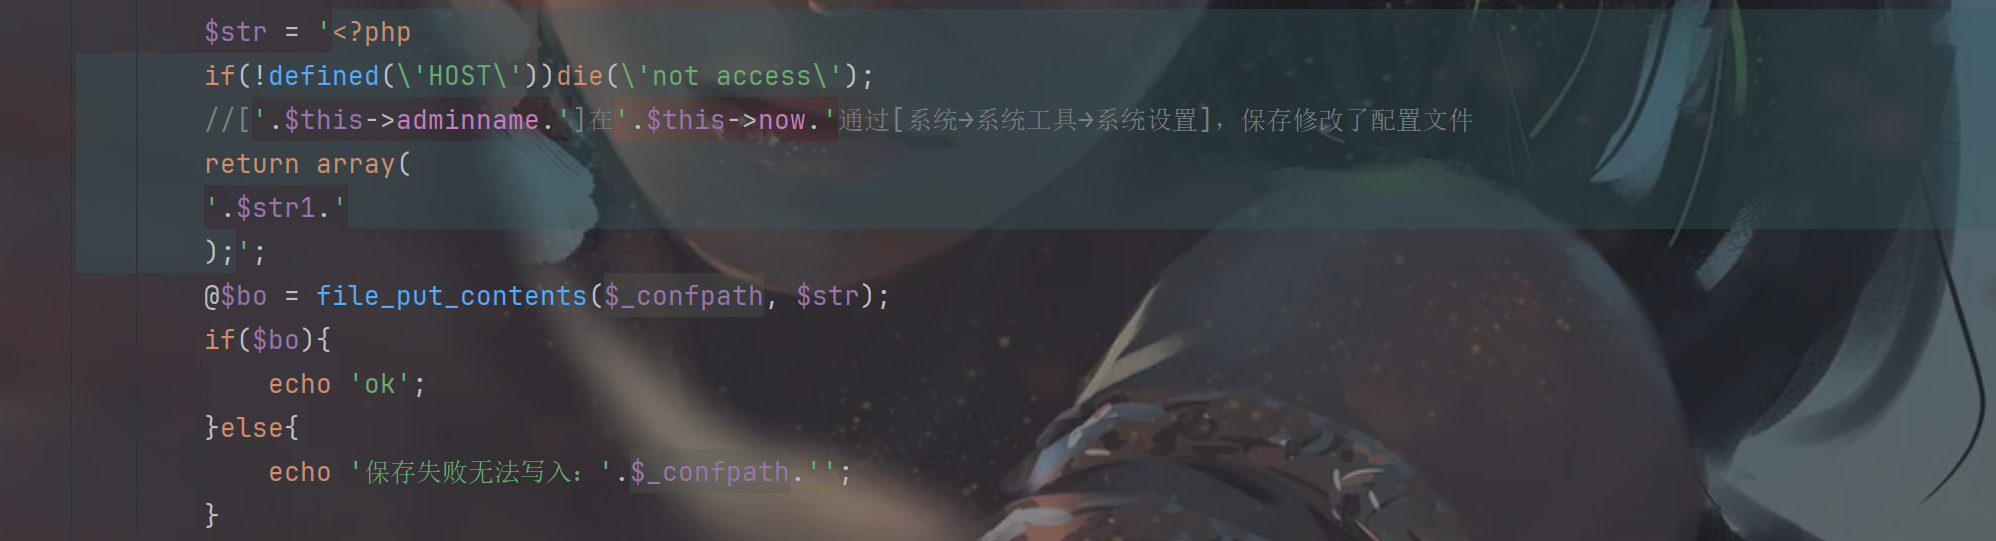 $str = '<?php
if(!defined(\'HOST\'))die(\'not access\');
//['.$this->adminname.']在'.$this->now.'通过[系统→系统工具→系统设置]，保存修改了配置文件
return array(
'.$str1.'
);';
@$bo = file_put_contents($_confpath, $str);
if($bo){
    echo 'ok';
}else{
    echo '保存失败无法写入：'.$_confpath.'';
}